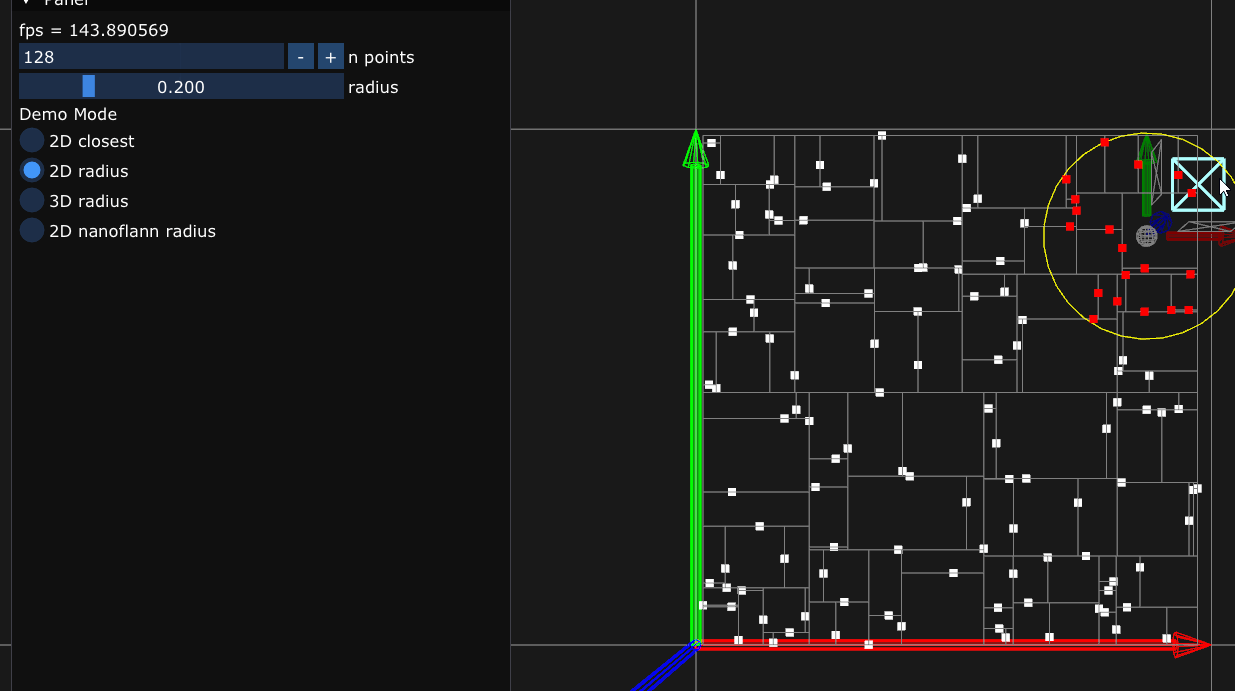 Panel
fps = 143.890569
128 - + n points
0.200 radius
Demo Mode
2D closest
2D radius
3D radius
2D nanoflann radius